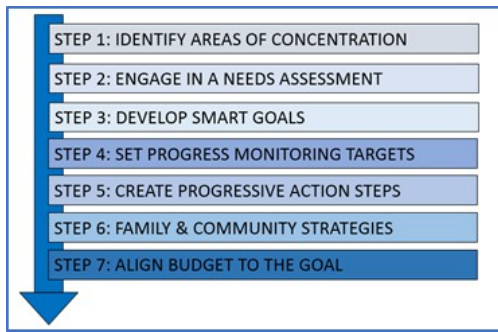 STEP 1: IDENTIFY AREAS OF CONCENTRATION
STEP 2: ENGAGE IN A NEEDS ASSESSMENT
STEP 3: DEVELOP SMART GOALS
STEP 4: SET PROGRESS MONITORING TARGETS
STEP 5: CREATE PROGRESSIVE ACTION STEPS
STEP 6: FAMILY & COMMUNITY STRATEGIES
STEP 7: ALIGN BUDGET TO THE GOAL